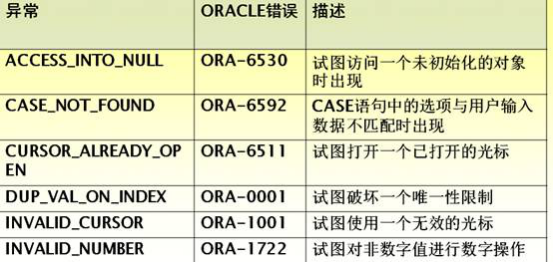 异常 ORACLE错误 描述
ACCESS_INTO_NULL ORA-6530 试图访问一个未初始化的对象
时出现
CASE_NOT_FOUND ORA-6592 CASE语句中的选项与用户输入
数据不匹配时出现
CURSOR_ALREADY_OP ORA-6511 试图打开一个已打开的光标
EN
DUP_VAL_ON_INDEX ORA-0001 试图破坏一个唯一性限制
INVALID_CURSOR ORA-1001 试图使用一个无效的光标
INVALID_NUMBER ORA-1722 试图对非数字值进行数字操作